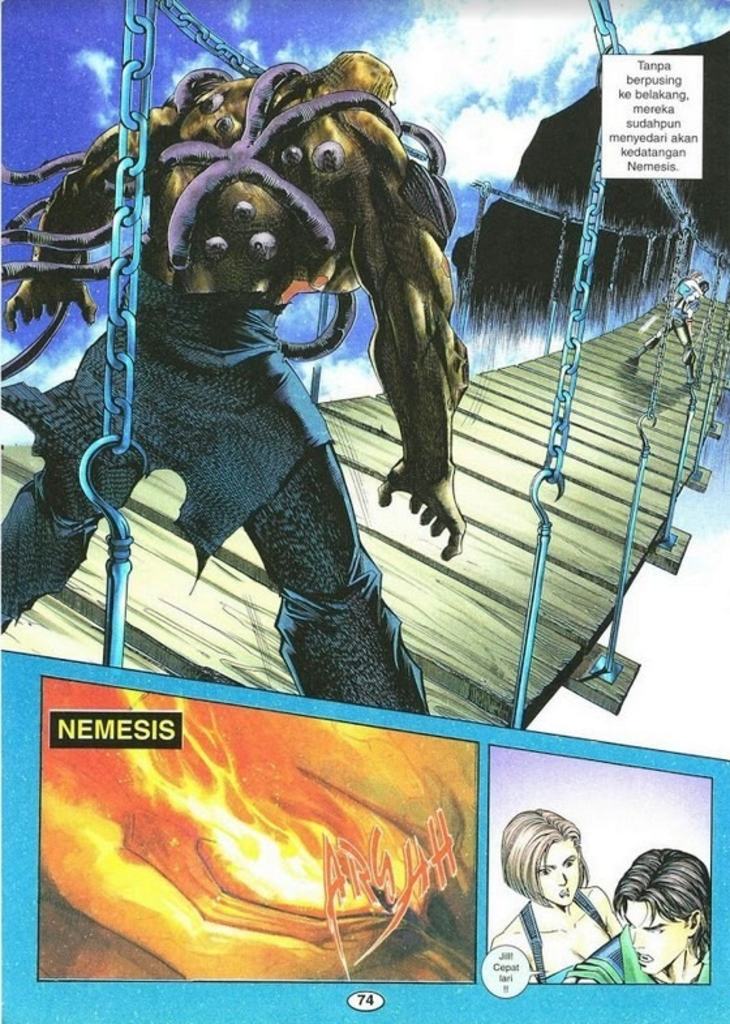 Tanpa
berpusing
ke belakang,
mereka
sudahpun
menyedari akan
kedatangan
Nemesis.
NEMESIS
ARGHH
Jill!
Cepat
lari
!!
74